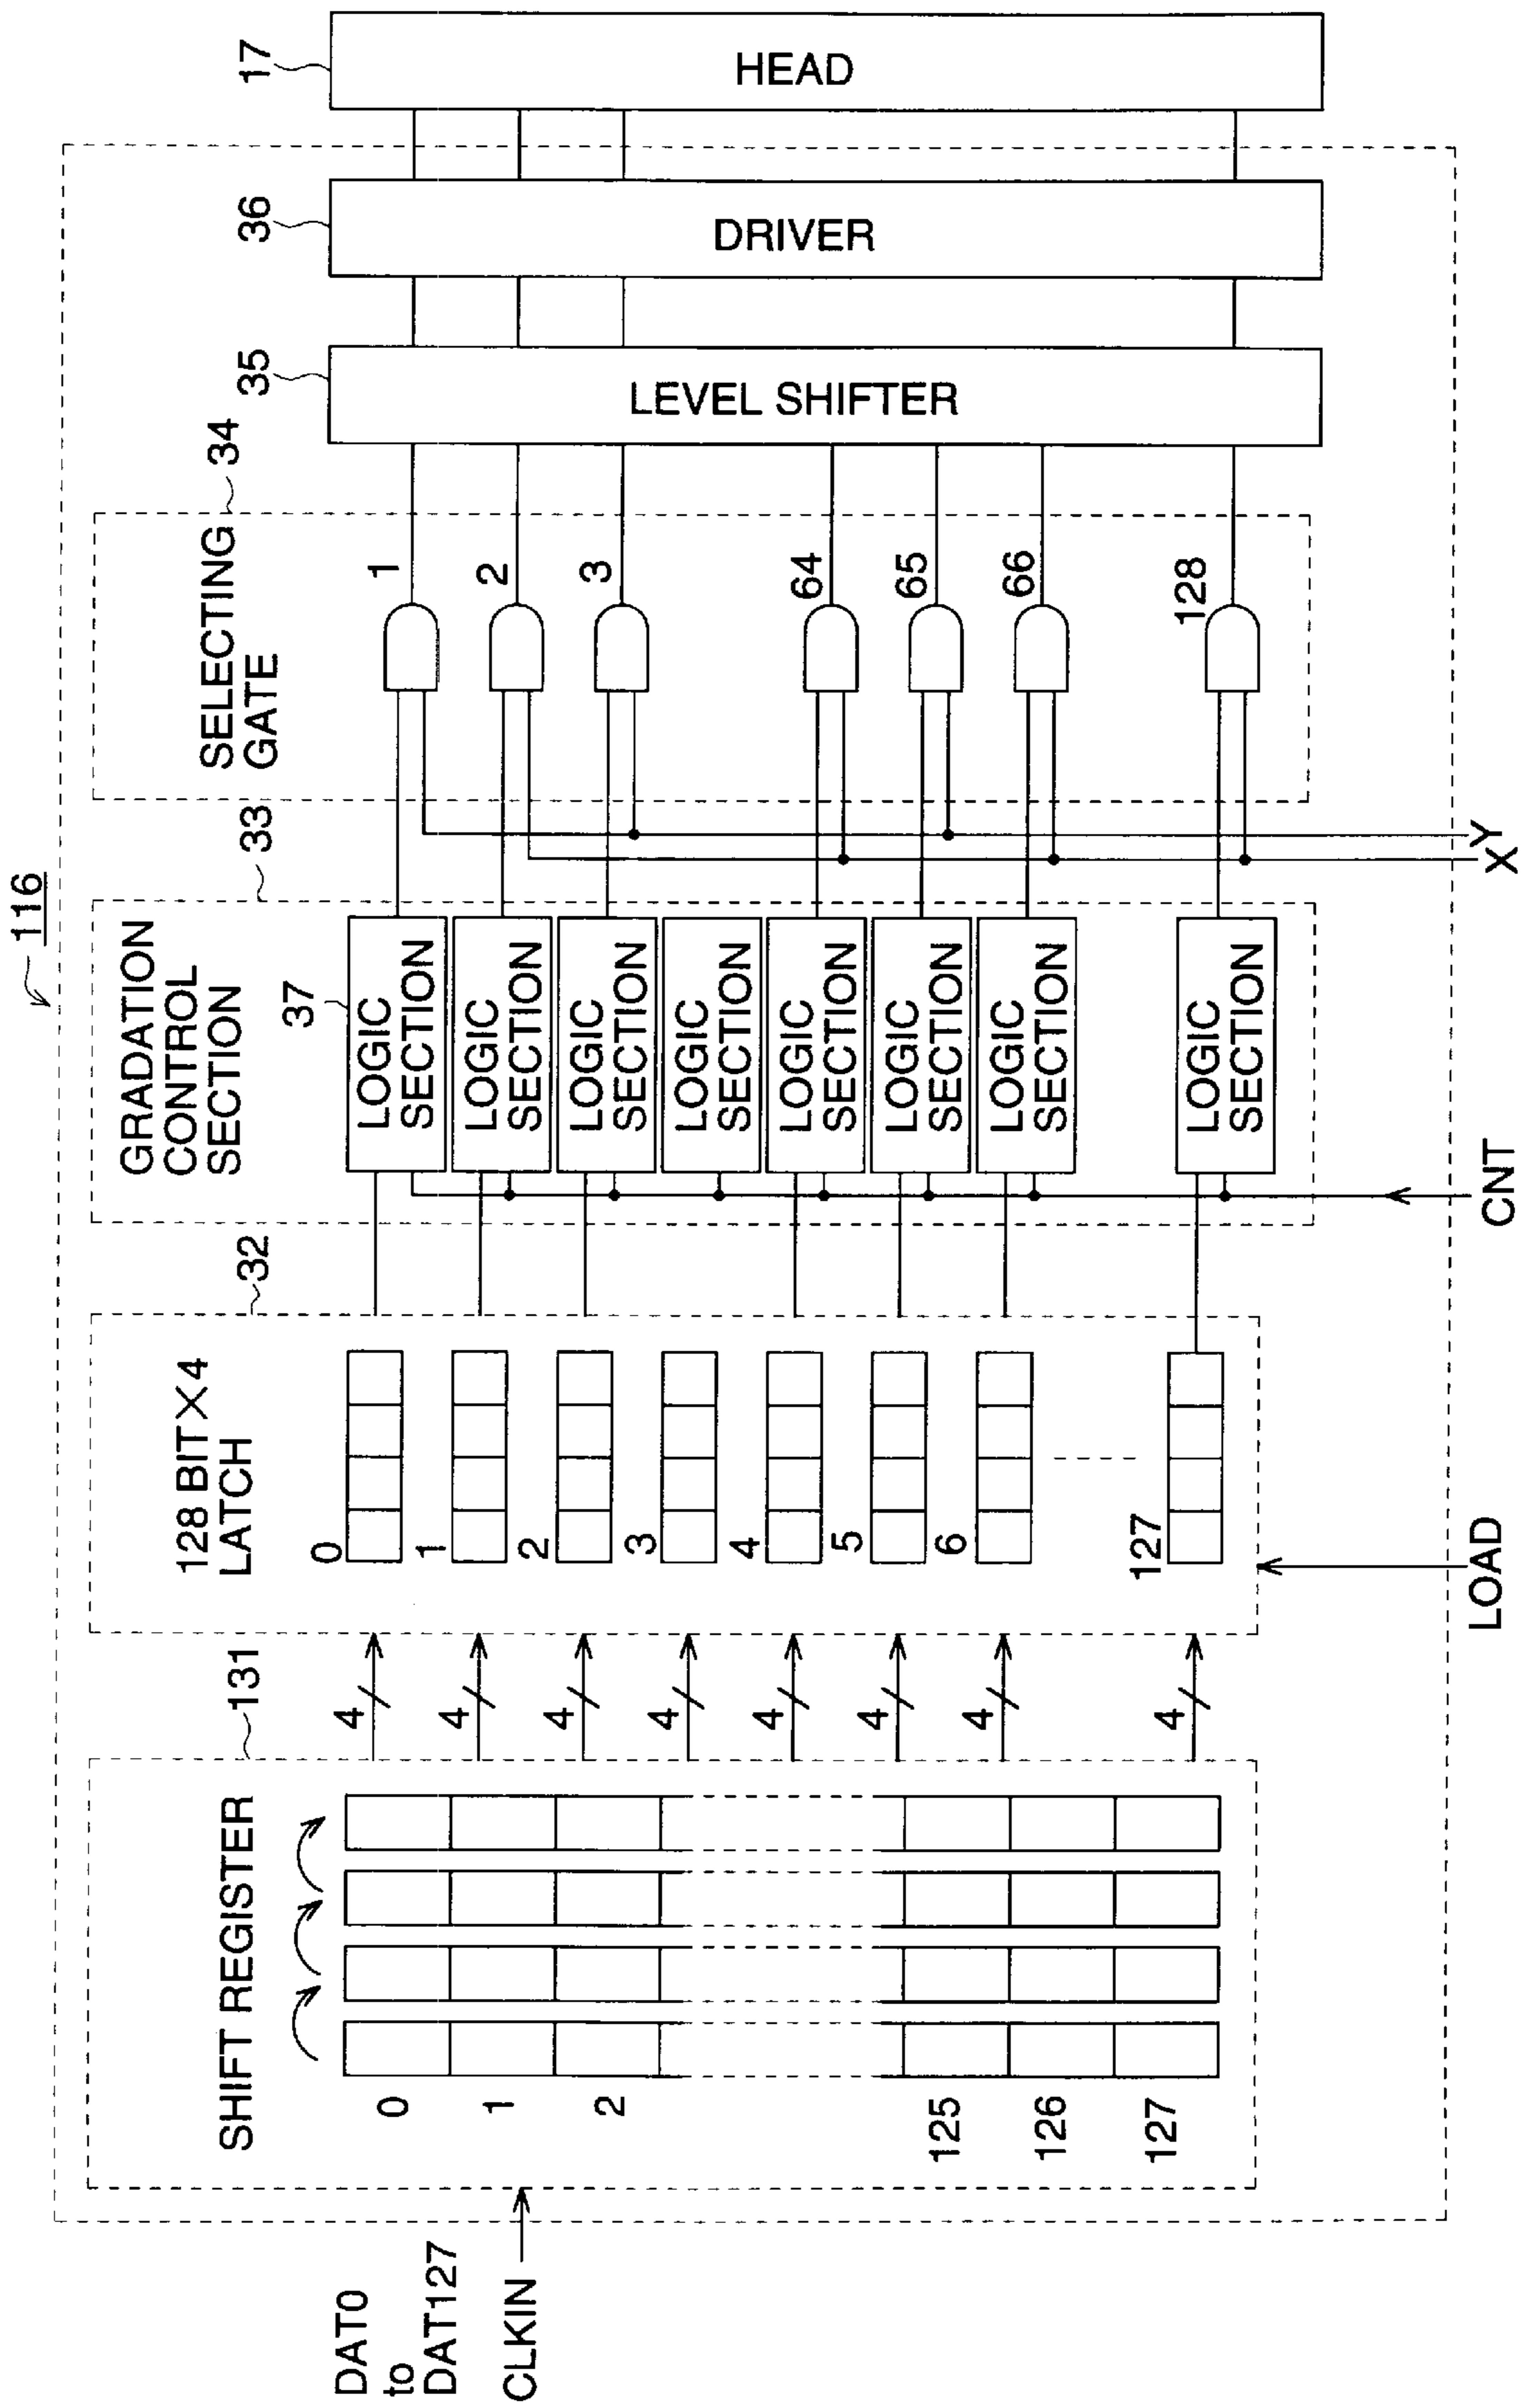 116
DAT0
to
DAT127
CLKIN
SHIFT REGISTER
131
0
1
2
125
126
127
4
4
4
4
4
4
4
4
128 BIT×4
LATCH
32
0
1
2
3
4
5
6
127
LOAD
GRADATION
CONTROL
SECTION
33
37
LOGIC
SECTION
LOGIC
SECTION
LOGIC
SECTION
LOGIC
SECTION
LOGIC
SECTION
LOGIC
SECTION
LOGIC
SECTION
LOGIC
SECTION
CNT
X
Y
SELECTING
GATE
34
1
2
3
64
65
66
128
35
LEVEL SHIFTER
36
DRIVER
17
HEAD